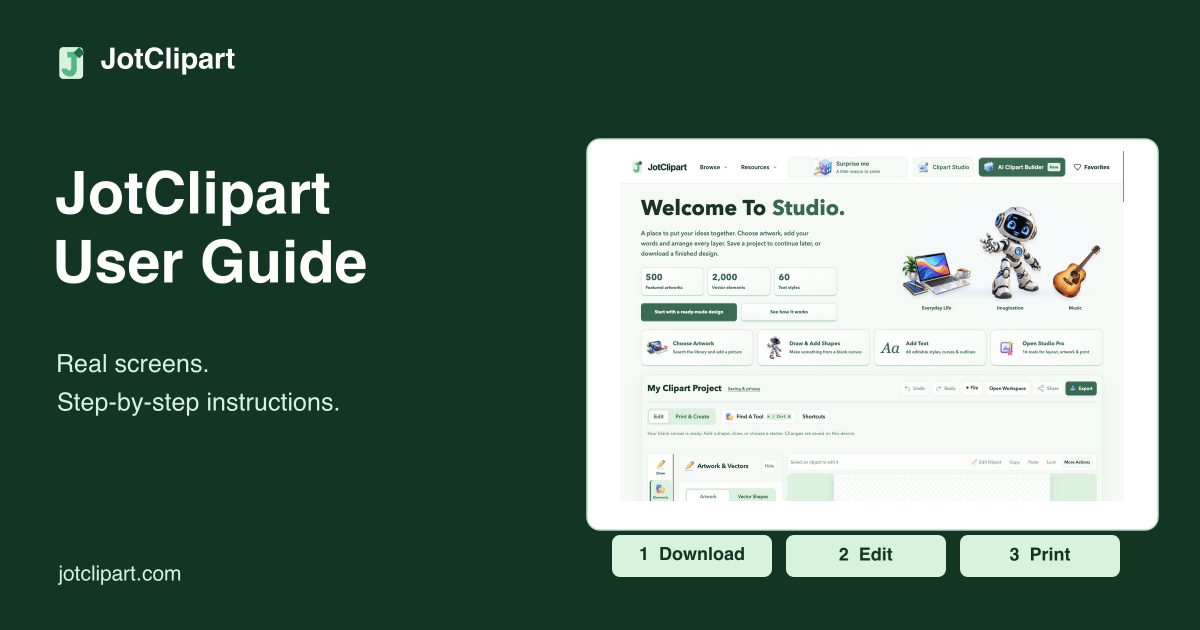 JotClipart
JotClipart
User Guide
Real screens.
Step-by-step instructions.
jotclipart.com
JotClipart
Browse
Resources
Surprise me
A little reason to smile
Clipart Studio
AI Clipart Builder
New
Favorites
Welcome To Studio.
A place to put your ideas together. Choose artwork, add your
words and arrange every layer. Save a project to continue later, or
download a finished design.
500
Featured artworks
2,000
Vector elements
60
Text styles
Start with a ready-made design
See how it works
Everyday Life
Imagination
Music
Choose Artwork
Search the library and add a picture
Draw & Add Shapes
Make something from a blank canvas
Aa
Add Text
60 editable styles, curves & outlines
Open Studio Pro
16 tools for layout, artwork & print
My Clipart Project
Saving & privacy
Undo
Redo
File
Open Workspace
Share
Export
Edit
Print & Create
Find A Tool
Shortcuts
Your blank canvas is ready. Add a shape, draw, or choose a starter. Changes are saved on this device.
Draw
Elements
Artwork & Vectors
Hide
Artwork
Vector Shapes
Select an object to edit it
Edit Object
Copy
Paste
Lock
More Actions
1 Download
2 Edit
3 Print